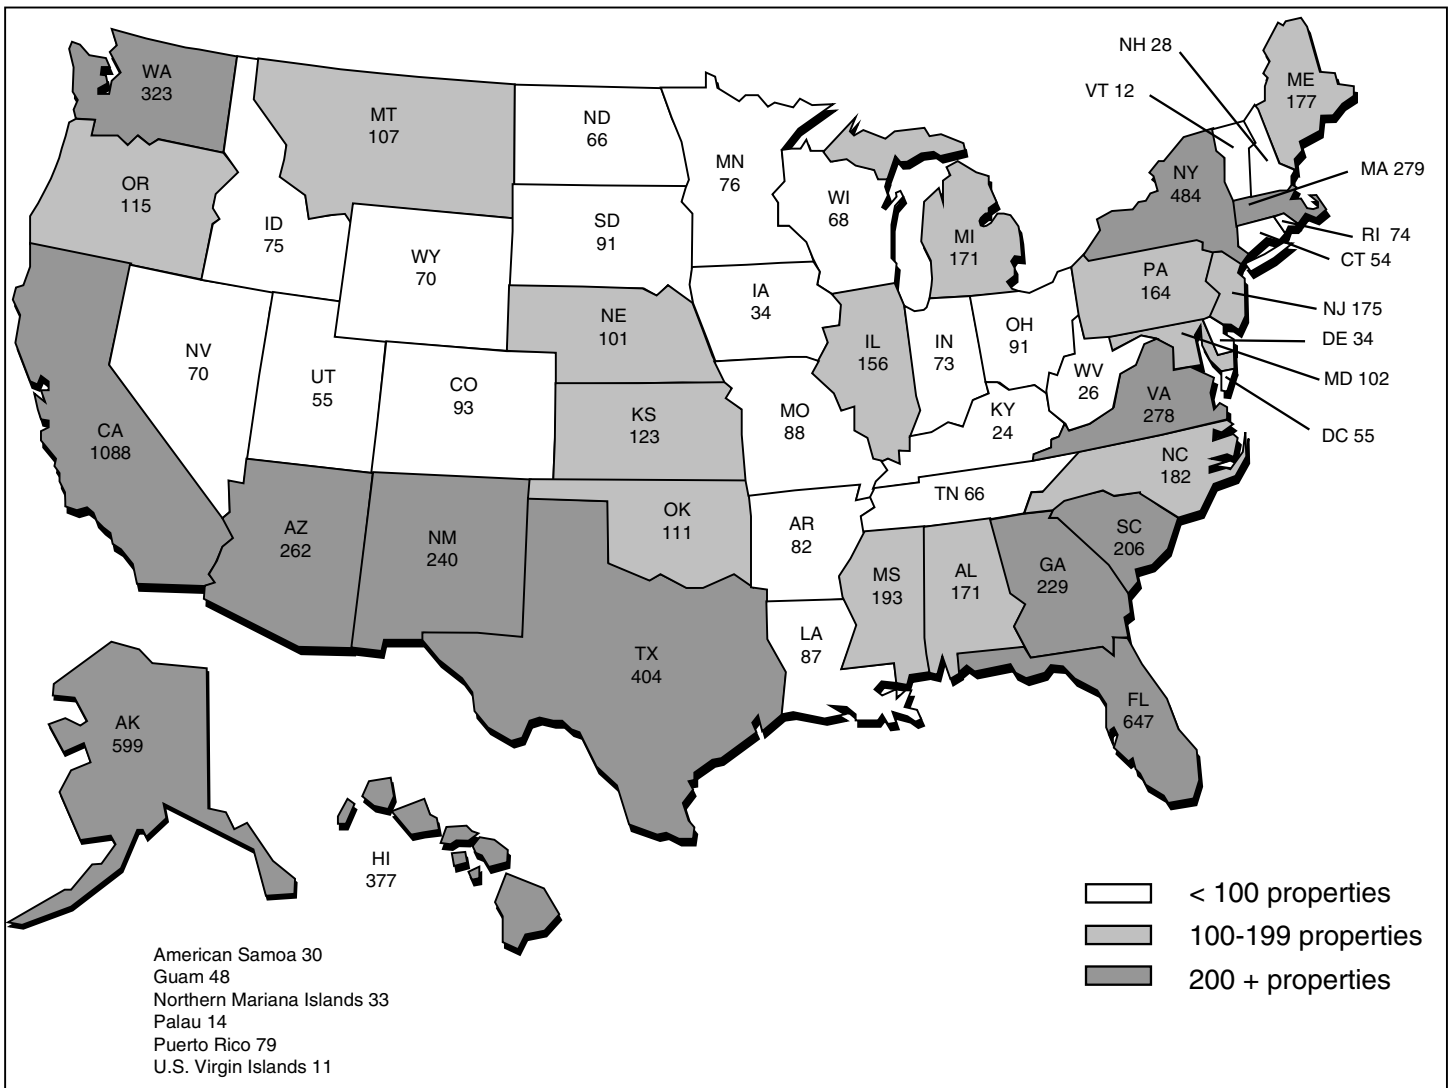 NH 28
VT 12
ME
177
WA
323
MT
107
ND
66
MN
76
OR
115
ID
75
SD
91
WI
68
MI
171
NY
484
MA 279
RI 74
CT 54
WY
70
IA
34
NE
101
PA
164
NJ 175
NV
70
UT
55
CO
93
IL
156
IN
73
OH
91
DE 34
WV
26
VA
278
MD 102
CA
1088
KS
123
MO
88
KY
24
DC 55
NC
182
TN 66
AZ
262
NM
240
OK
111
AR
82
SC
206
MS
193
AL
171
GA
229
TX
404
LA
87
FL
647
AK
599
HI
377
< 100 properties
100-199 properties
200 + properties
American Samoa 30
Guam 48
Northern Mariana Islands 33
Palau 14
Puerto Rico 79
U.S. Virgin Islands 11